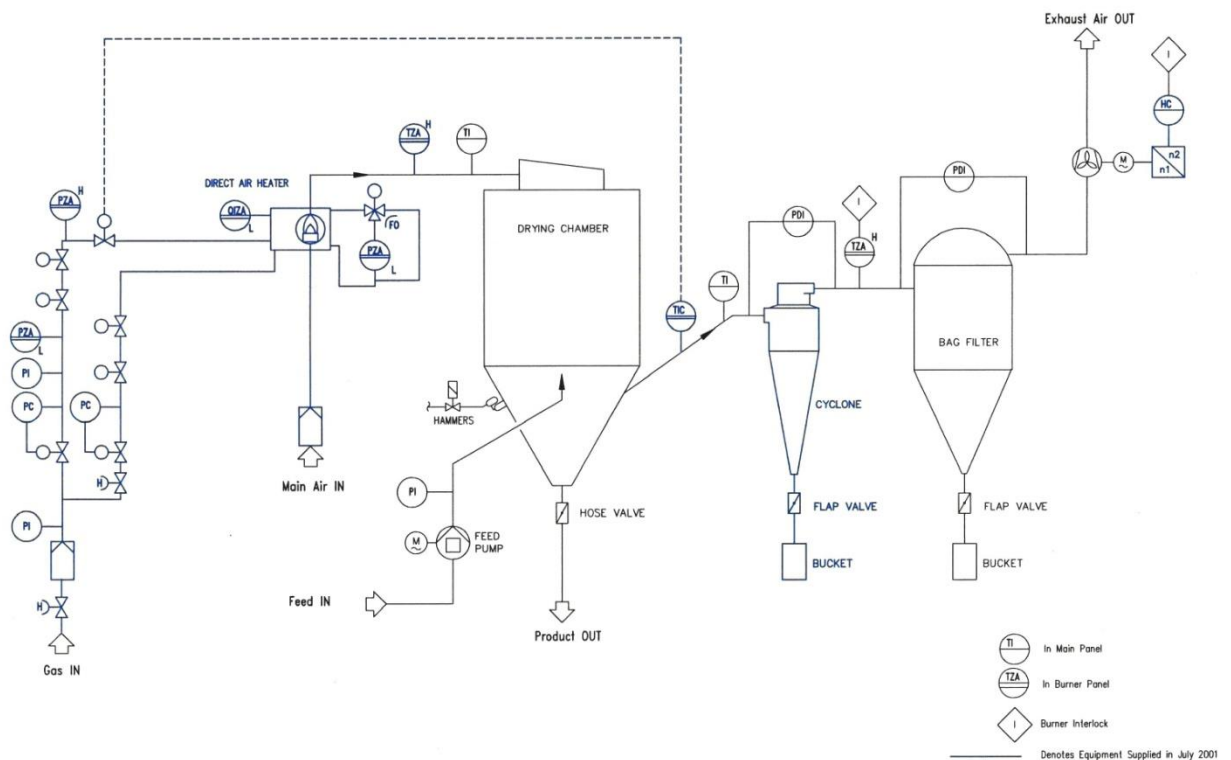 Exhaust Air OUT
I
HC
n2
n1
M
H
TZA
TI
DIRECT AIR HEATER
H
PZA
QIZA
L
FO
PZA
L
PDI
PDI
I
TZA
H
DRYING CHAMBER
TI
TIC
BAG FILTER
PZA
L
PI
PC
PC
H
HAMMERS
CYCLONE
Main Air IN
PI
HOSE VALVE
FLAP VALVE
FLAP VALVE
PI
M
FEED
PUMP
BUCKET
BUCKET
H
Feed IN
Product OUT
Gas IN
TI
In Main Panel
TZA
In Burner Panel
I
Burner Interlock
Denotes Equipment Supplied in July 2001